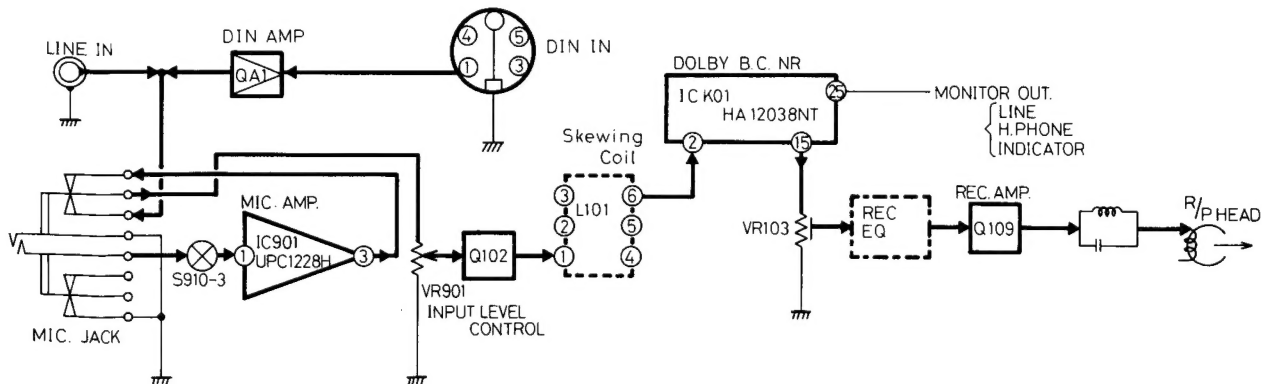 LINE IN
DIN AMP
QA1
4
5
1
3
DIN IN
DOLBY B.C. NR
IC K01
HA 12038NT
25
2
15
MONITOR OUT.
LINE
H.PHONE
INDICATOR
Skewing
Coil
3
6
L101
2
5
1
4
MIC. AMP.
IC901
UPC1228H
1
3
S910-3
MIC. JACK
VR901
INPUT LEVEL
CONTROL
Q102
VR103
REC
EQ
REC. AMP.
Q109
R/P HEAD